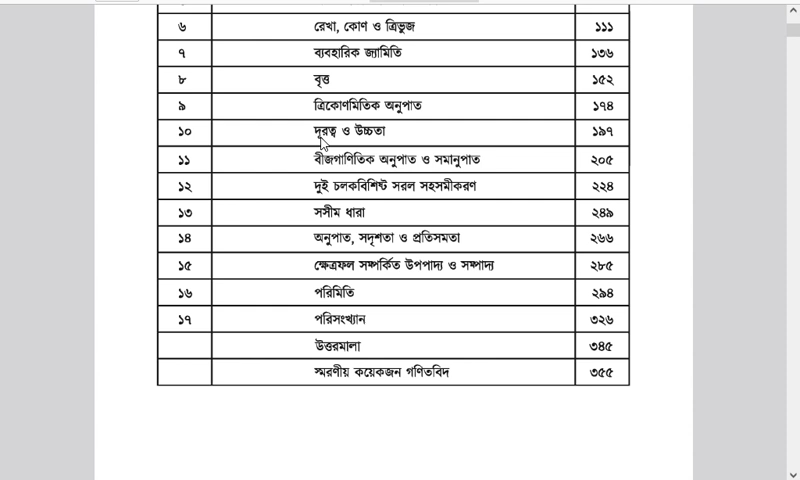 ৬ রেখা, কোণ ও ত্রিভুজ ১১১
৭ ব্যবহারিক জ্যামিতি ১৩৬
৮ বৃত্ত ১৫২
৯ ত্রিকোণমিতিক অনুপাত ১৭৪
১০ দূরত্ব ও উচ্চতা ১৯৭
১১ বীজগাণিতিক অনুপাত ও সমানুপাত ২০৫
১২ দুই চলকবিশিষ্ট সরল সহসমীকরণ ২২৪
১৩ সসীম ধারা ২৪৯
১৪ অনুপাত, সদৃশতা ও প্রতিসমতা ২৬৬
১৫ ক্ষেত্রফল সম্পর্কিত উপপাদ্য ও সম্পাদ্য ২৮৫
১৬ পরিমিতি ২৯৪
১৭ পরিসংখ্যান ৩২৬
উত্তরমালা ৩৪৫
স্মরণীয় কয়েকজন গণিতবিদ ৩৫৫